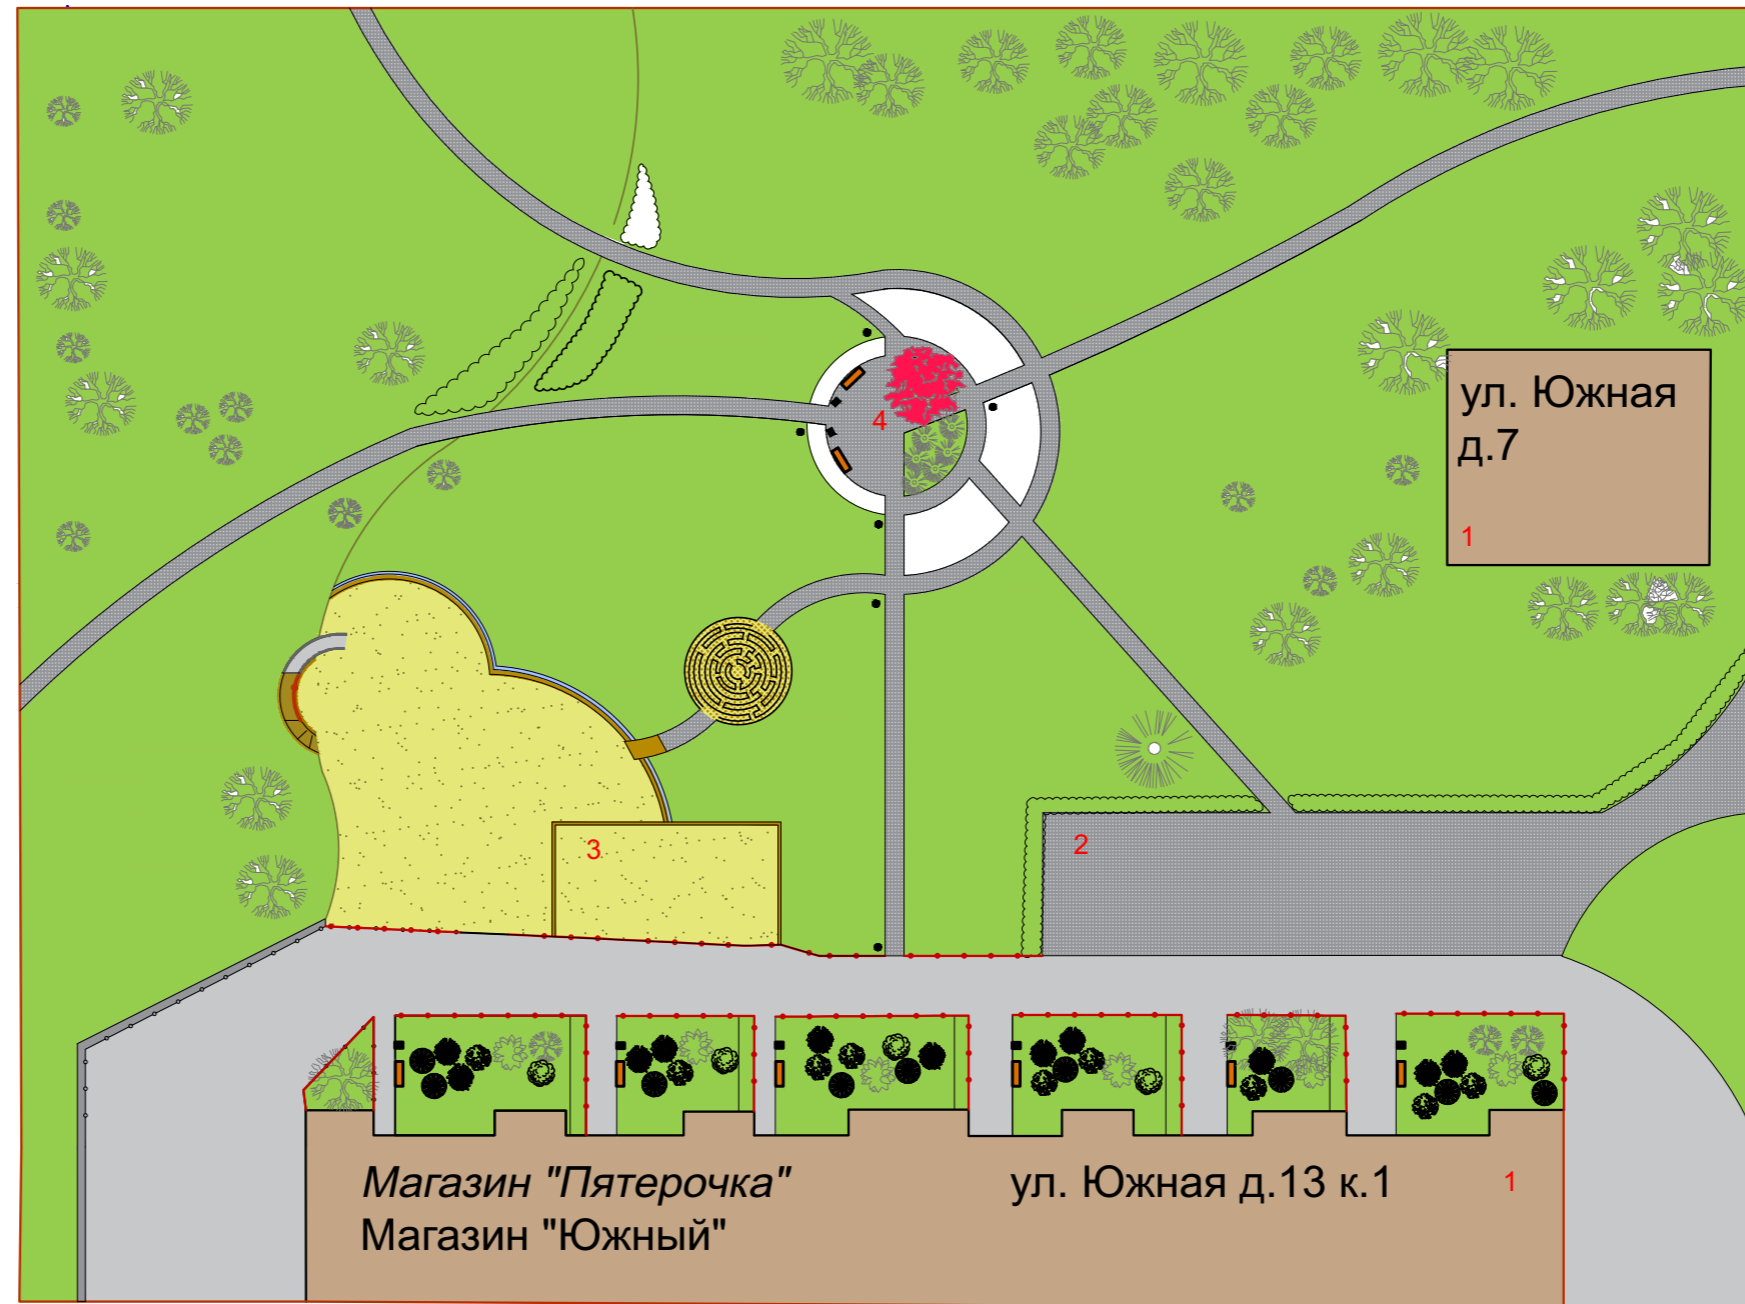 ул. Южная
д.7
1
4
3
2
Магазин "Пятерочка"
Магазин "Южный"
ул. Южная д.13 к.1
1